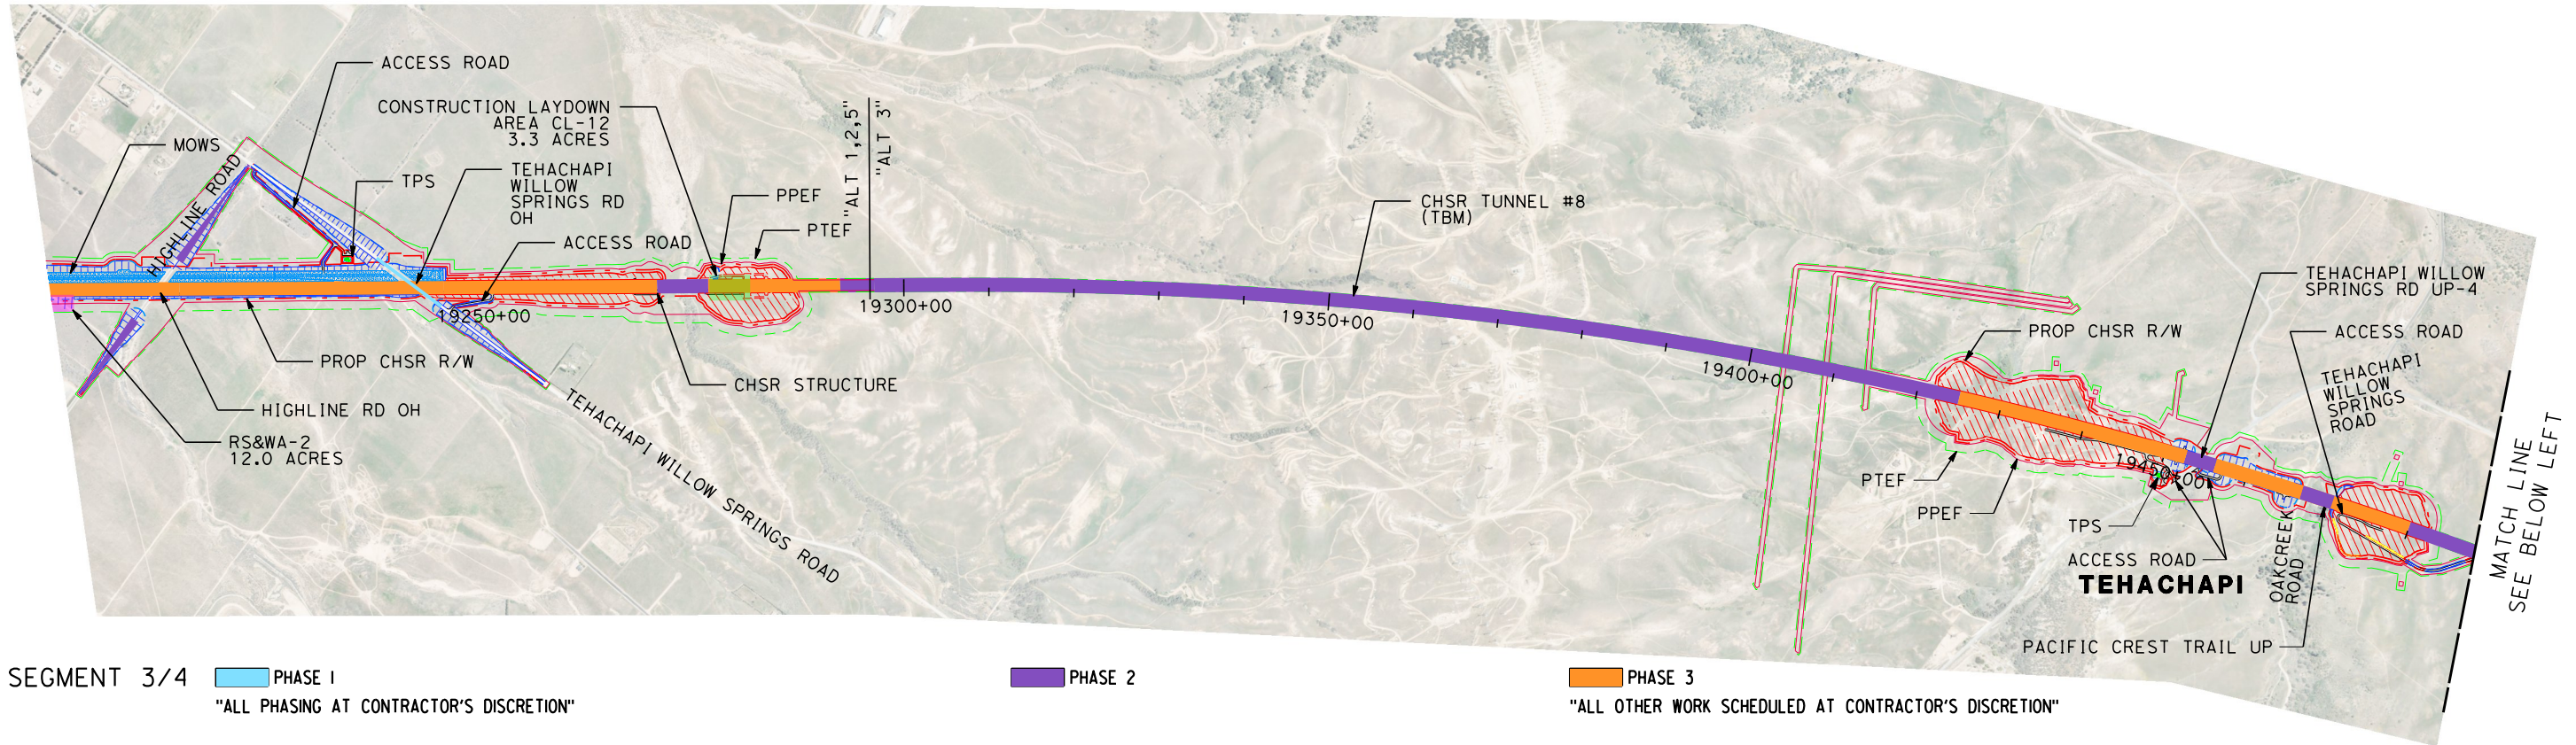 ACCESS ROAD
CONSTRUCTION LAYDOWN
AREA CL-12
3.3 ACRES
MOWS
HIGHLINE ROAD
TPS
TEHACHAPI
WILLOW
SPRINGS RD
OH
ACCESS ROAD
PPEF
PTEF
"ALT 1,2,5"
"ALT 3"
CHSR TUNNEL #8
(TBM)
19250+00
19300+00
19350+00
19400+00
19450+00
PROP CHSR R/W
HIGHLINE RD OH
RS&WA-2
12.0 ACRES
CHSR STRUCTURE
TEHACHAPI WILLOW SPRINGS ROAD
TEHACHAPI WILLOW
SPRINGS RD UP-4
PROP CHSR R/W
ACCESS ROAD
TEHACHAPI
WILLOW
SPRINGS
ROAD
PTEF
PPEF
TPS
ACCESS ROAD
TEHACHAPI
OAKCREEK
ROAD
PACIFIC CREST TRAIL UP
MATCH LINE
SEE BELOW LEFT
SEGMENT 3/4
PHASE 1
"ALL PHASING AT CONTRACTOR'S DISCRETION"
PHASE 2
PHASE 3
"ALL OTHER WORK SCHEDULED AT CONTRACTOR'S DISCRETION"